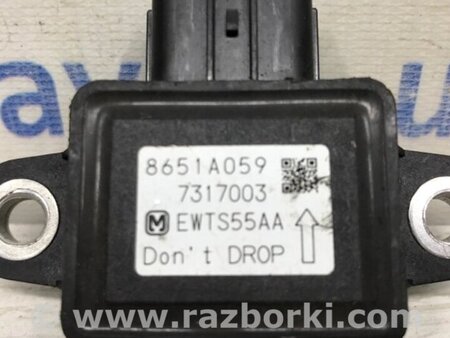 8651A059
7317003
M EWTS55AA
Don't DROP
www.razborki.com